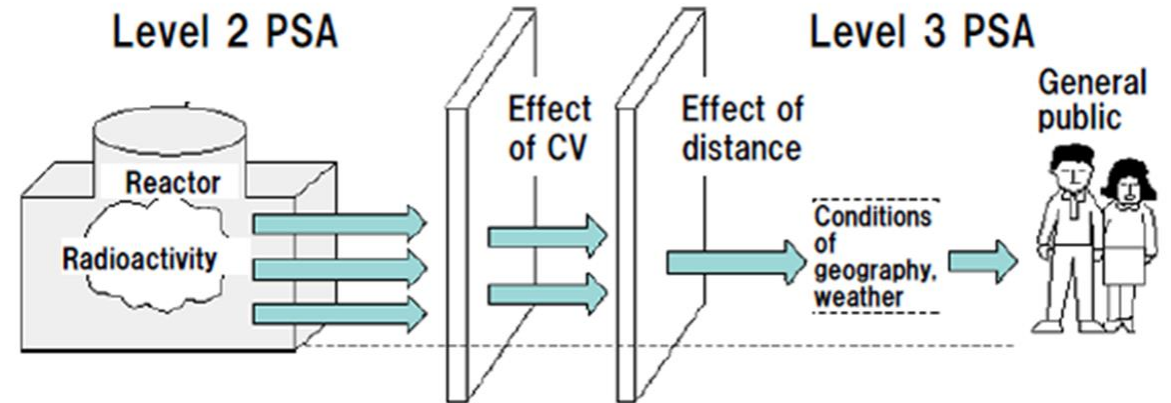 Level 2 PSA
Level 3 PSA
General
public
Effect
of CV
Effect of
distance
Reactor
Radioactivity
Conditions
of
geography,
weather